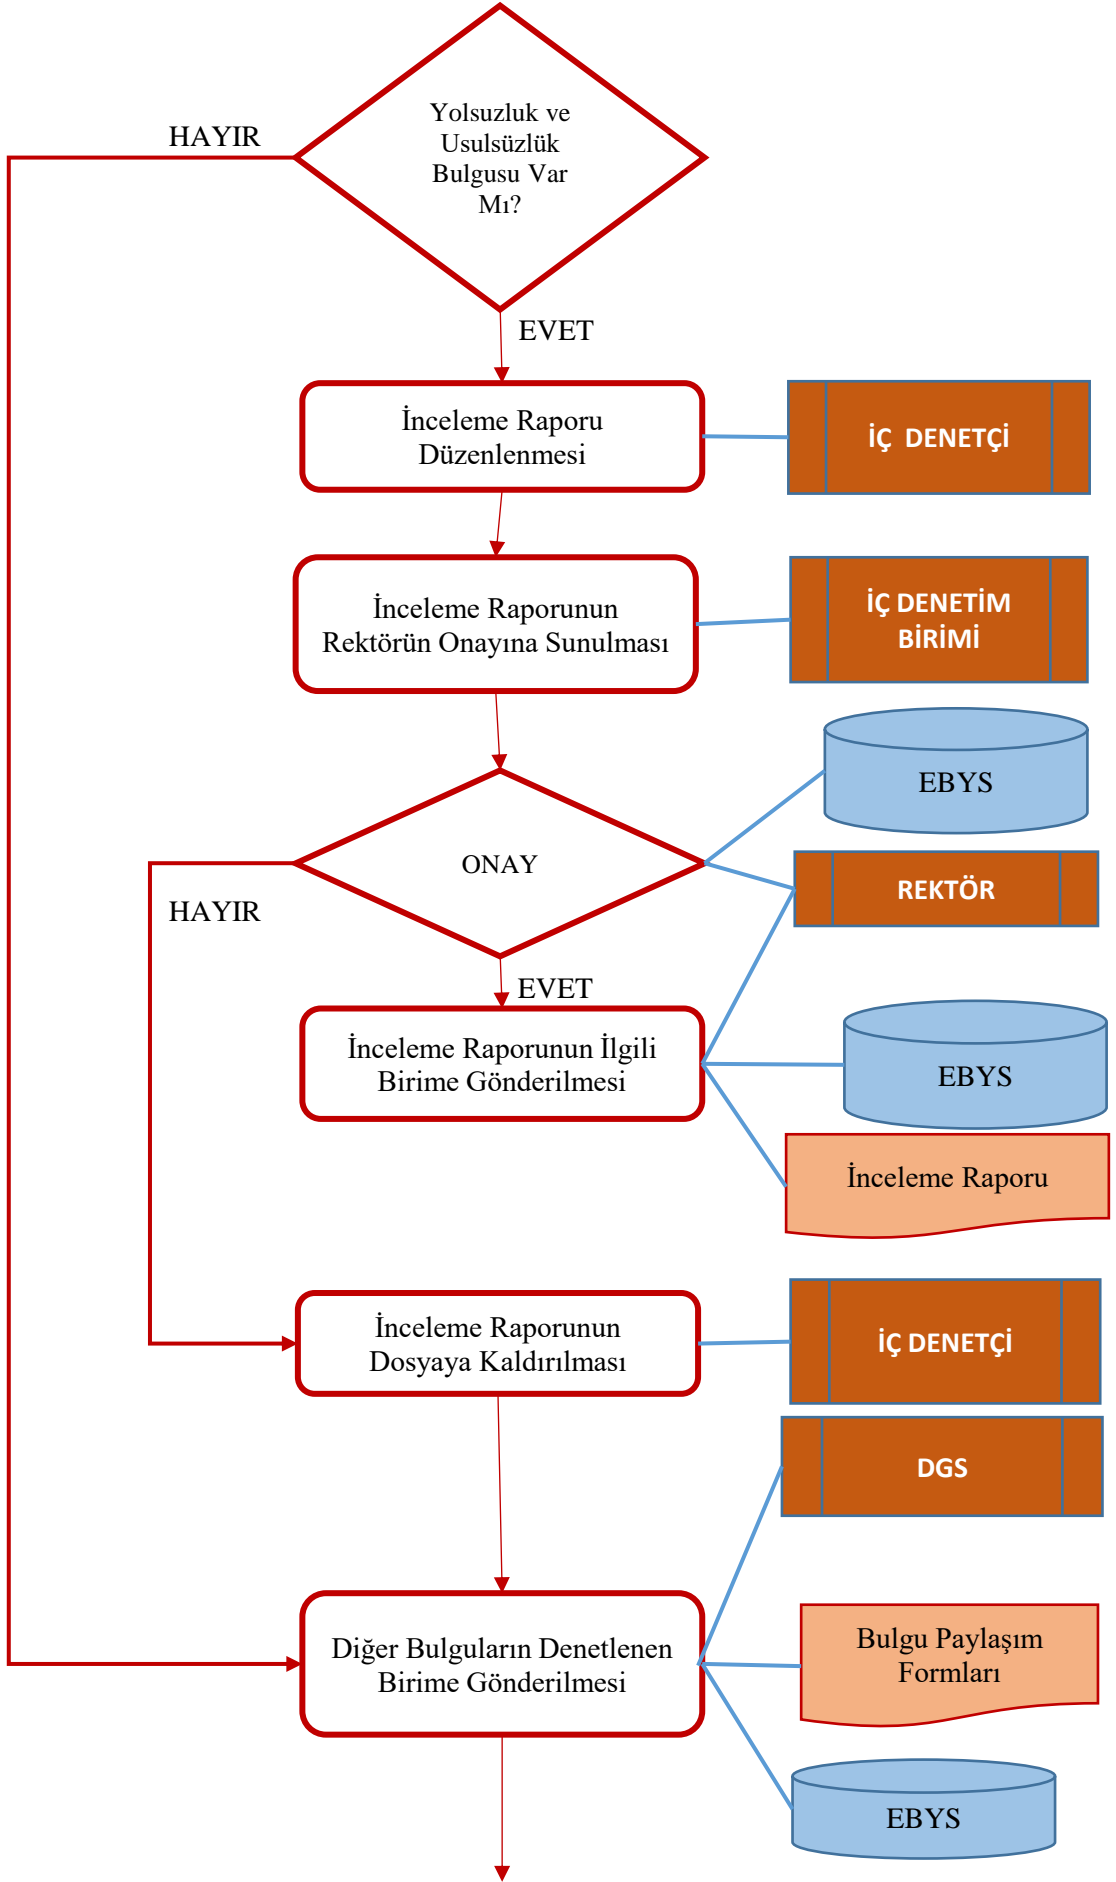 Yolsuzluk ve
Usulsüzlük
Bulgusu Var
Mı?
HAYIR
EVET
İnceleme Raporu
Düzenlenmesi
İÇ DENETÇİ
İnceleme Raporunun
Rektörün Onayına Sunulması
İÇ DENETİM
BİRİMİ
EBYS
ONAY
REKTÖR
HAYIR
EVET
İnceleme Raporunun İlgili
Birime Gönderilmesi
EBYS
İnceleme Raporu
İnceleme Raporunun
Dosyaya Kaldırılması
İÇ DENETÇİ
DGS
Diğer Bulguların Denetlenen
Birime Gönderilmesi
Bulgu Paylaşım
Formları
EBYS